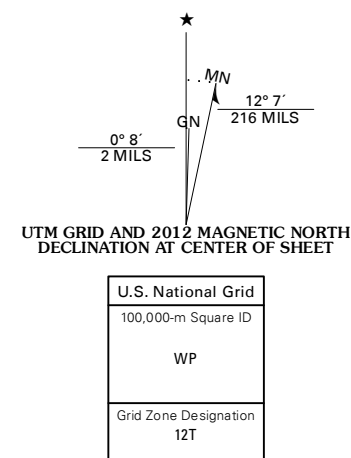 ★
MN
12° 7´
216 MILS
GN
0° 8´
2 MILS
UTM GRID AND 2012 MAGNETIC NORTH
DECLINATION AT CENTER OF SHEET
U.S. National Grid
100,000-m Square ID
WP
Grid Zone Designation
12T